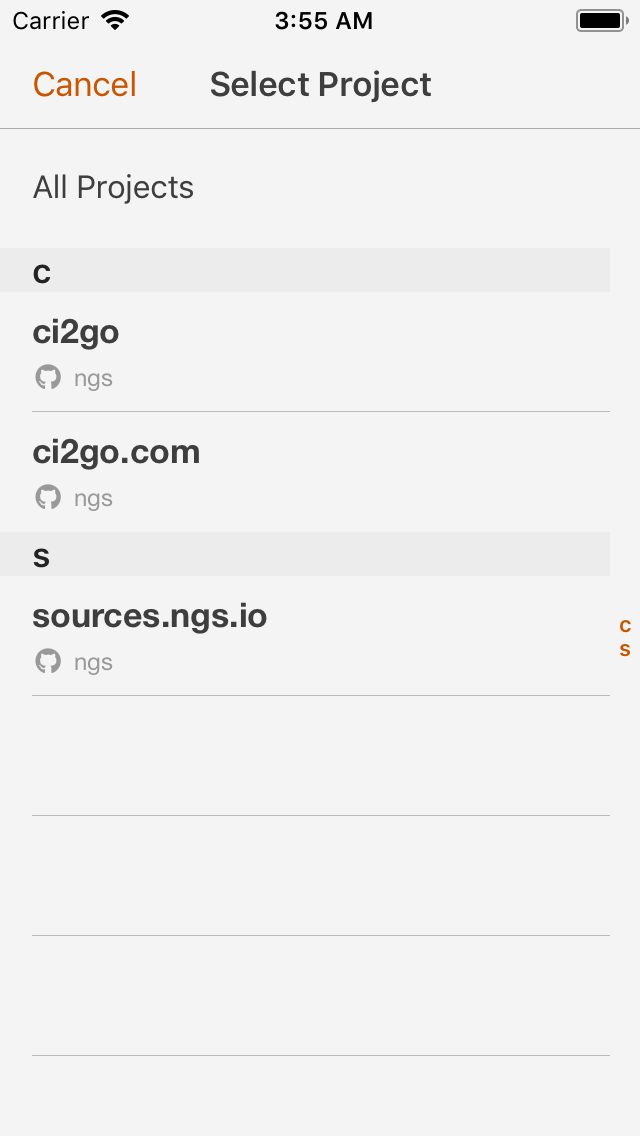 Carrier 3:55 AM
Cancel Select Project
All Projects
c
ci2go
ngs
ci2go.com
ngs
s
sources.ngs.io
ngs
c
s